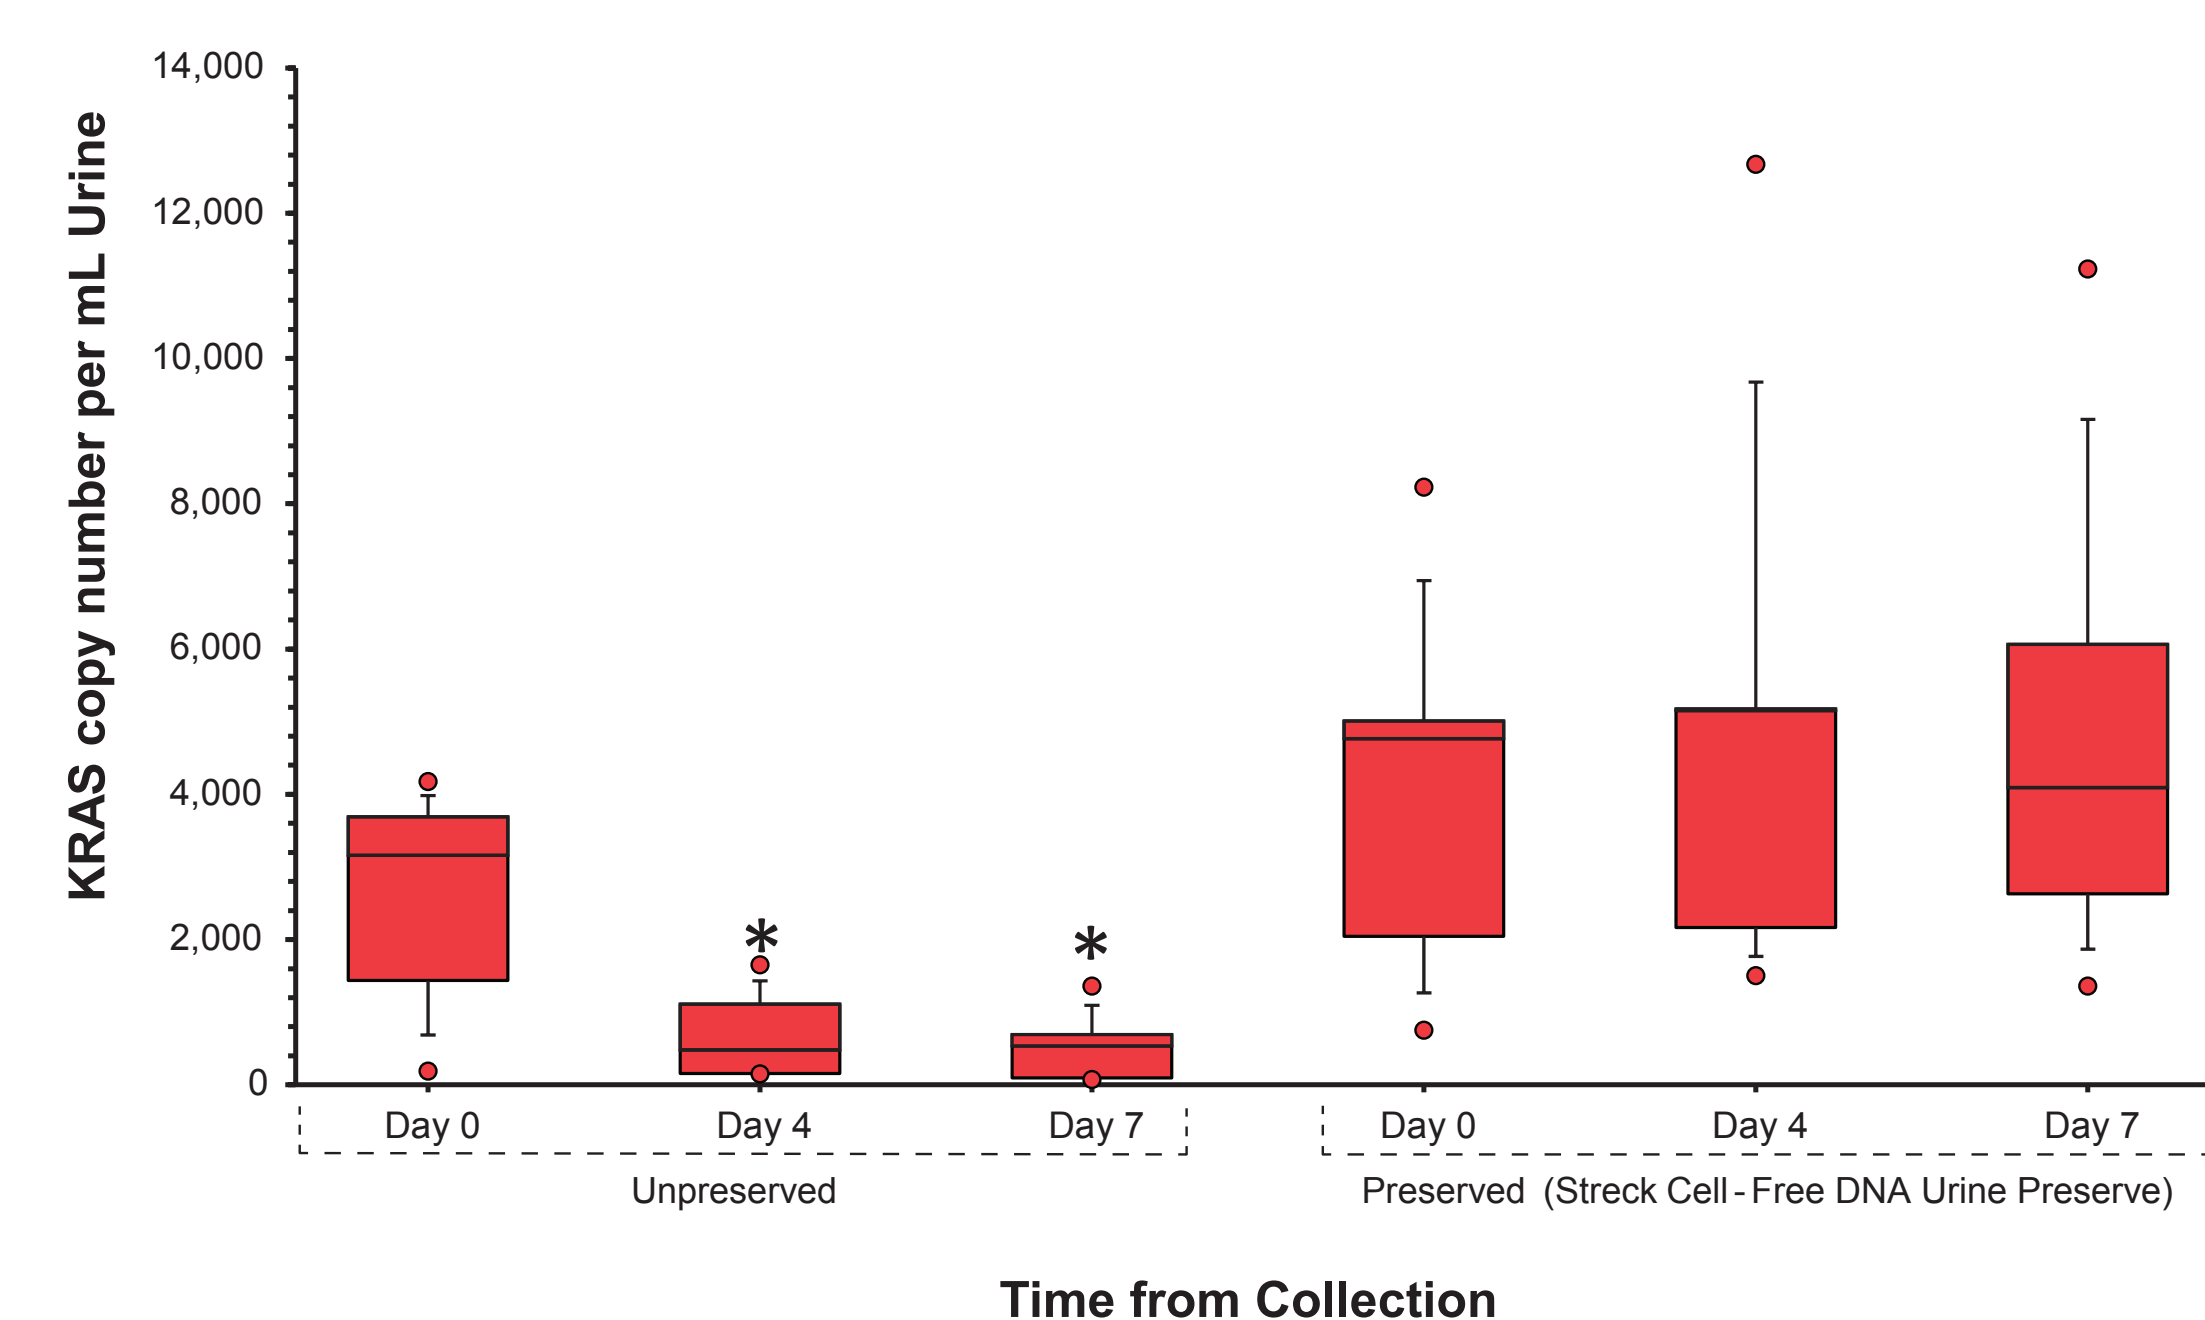 KRAS copy number per mL Urine
14,000
12,000
10,000
8,000
6,000
4,000
2,000
0
*
*
Day 0
Day 4
Day 7
Day 0
Day 4
Day 7
Unpreserved
Preserved (Streck Cell-Free DNA Urine Preserve)
Time from Collection